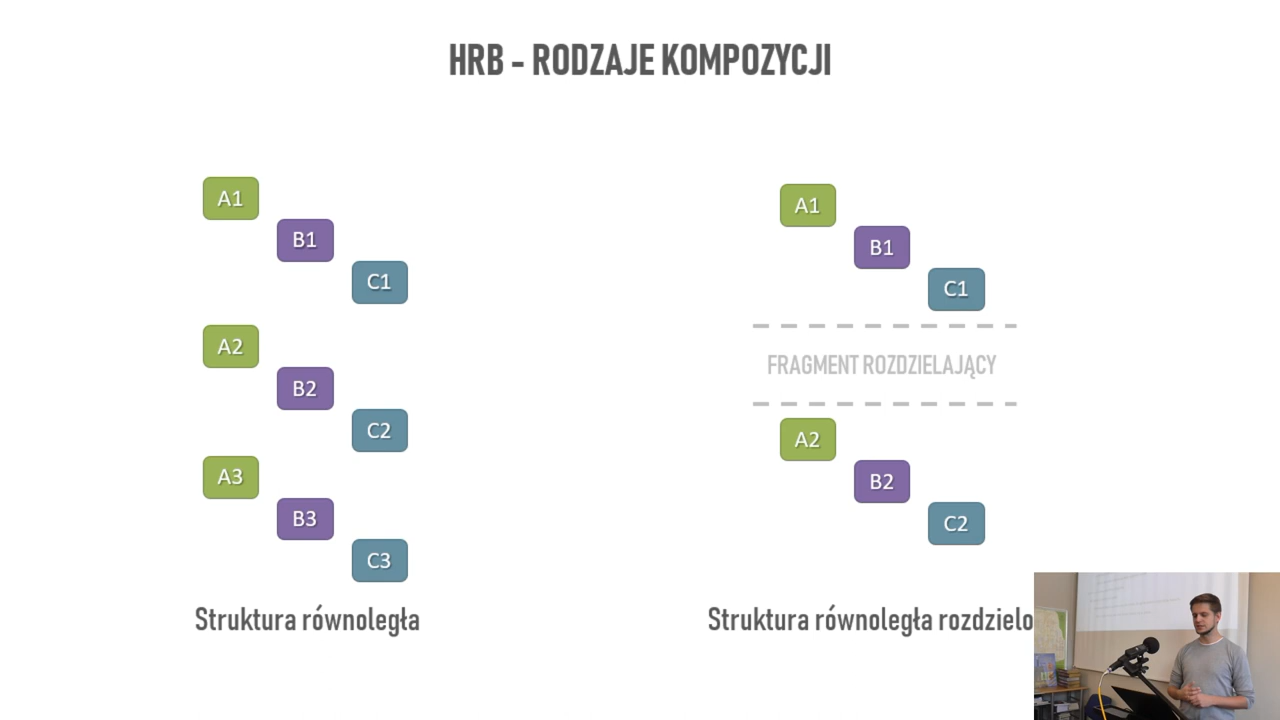 HRB - RODZAJE KOMPOZYCJI
A1
B1
C1
A2
B2
C2
A3
B3
C3
Struktura równoległa
A1
B1
C1
FRAGMENT ROZDZIELAJĄCY
A2
B2
C2
Struktura równoległa